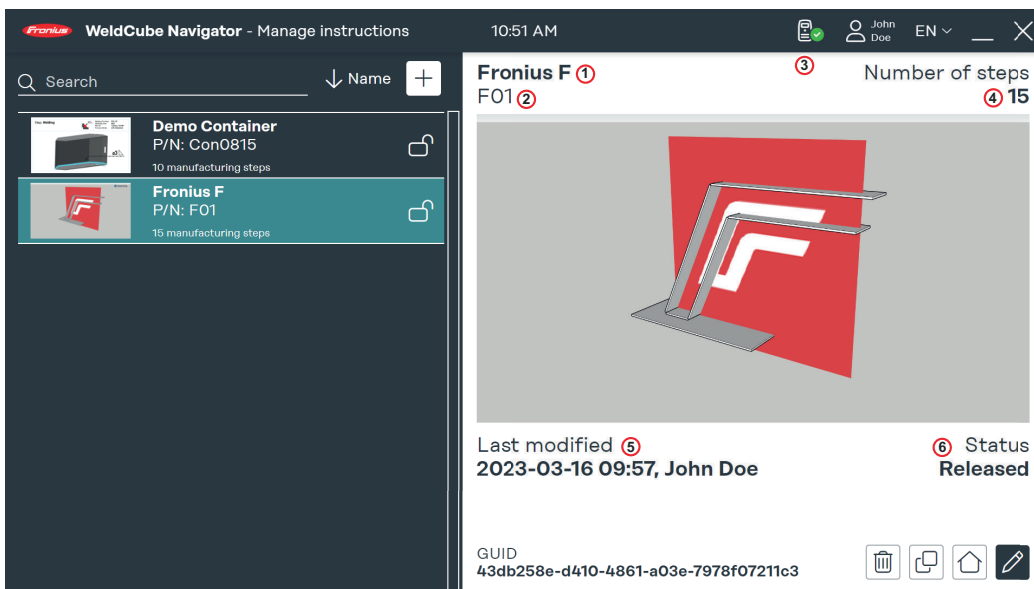 Fronius WeldCube Navigator - Manage instructions 10:51 AM John Doe EN
Search Name +
Demo Container
P/N: Con0815
10 manufacturing steps
Fronius F
P/N: F01
15 manufacturing steps
3
Fronius F 1 Number of steps
F01 2 4 15
Last modified 5 6 Status
2023-03-16 09:57, John Doe Released
GUID
43db258e-d410-4861-a03e-7978f07211c3